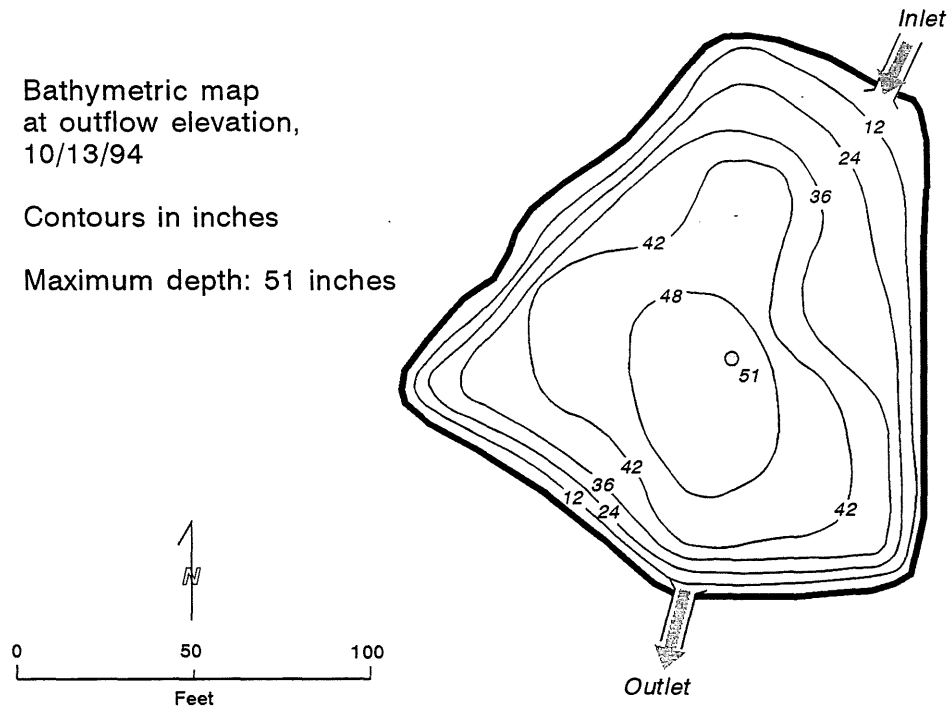 Inlet
Bathymetric map
at outflow elevation,
10/13/94
Contours in inches
Maximum depth: 51 inches
12
24
36
42
48
51
42
36
12
24
42
N
0 50 100
Feet
Outlet